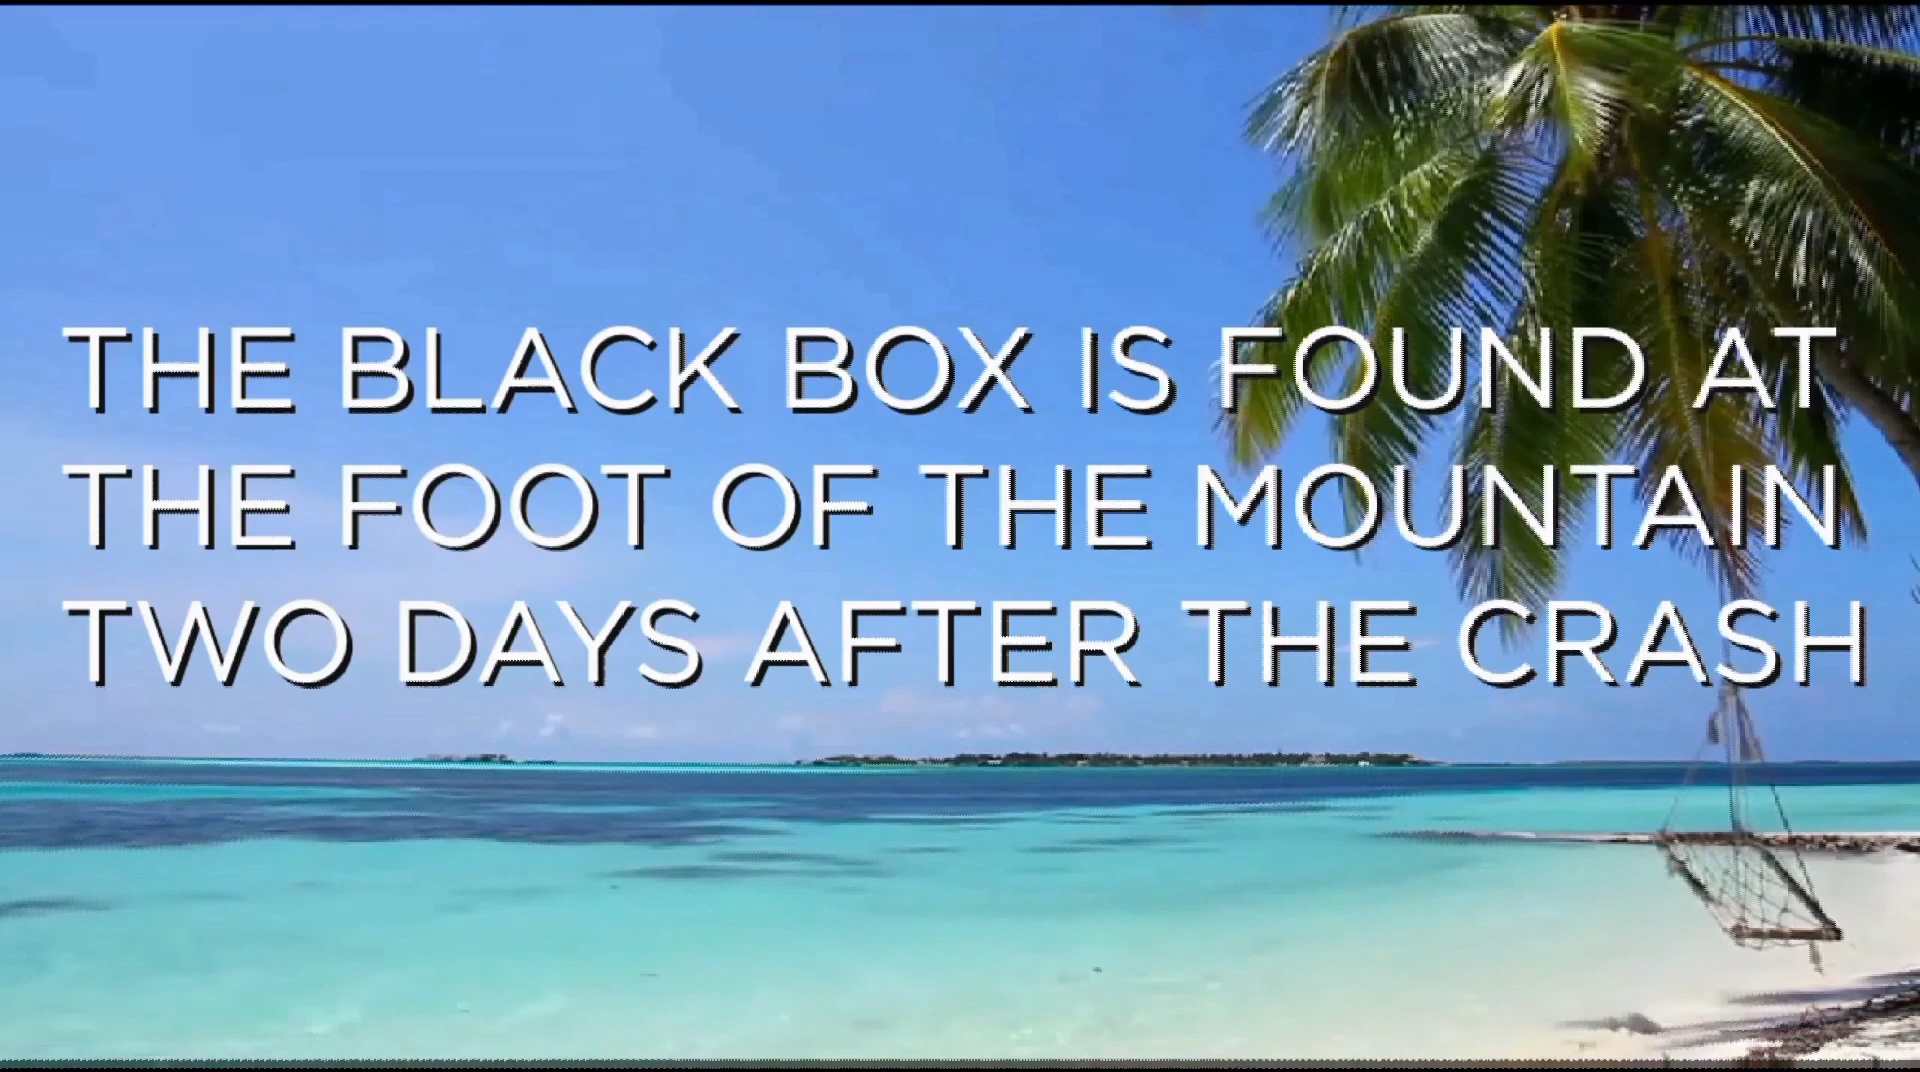 THE BLACK BOX IS FOUND AT
THE FOOT OF THE MOUNTAIN
TWO DAYS AFTER THE CRASH